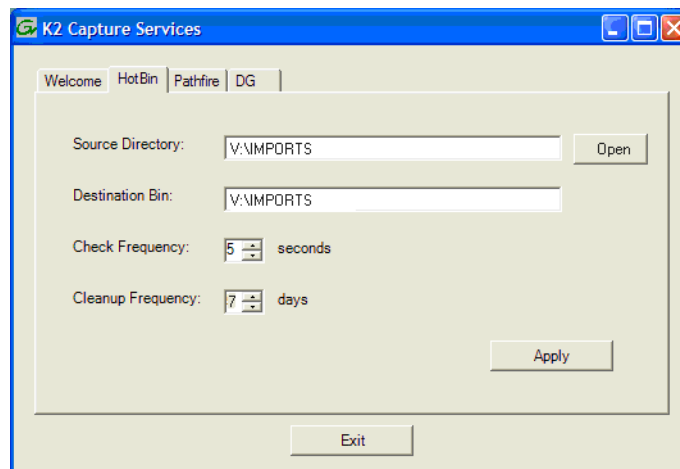 K2 Capture Services
Welcome HotBin Pathfire DG
Source Directory: V:\IMPORTS Open
Destination Bin: V:\IMPORTS
Check Frequency: 5 seconds
Cleanup Frequency: 7 days
Apply
Exit